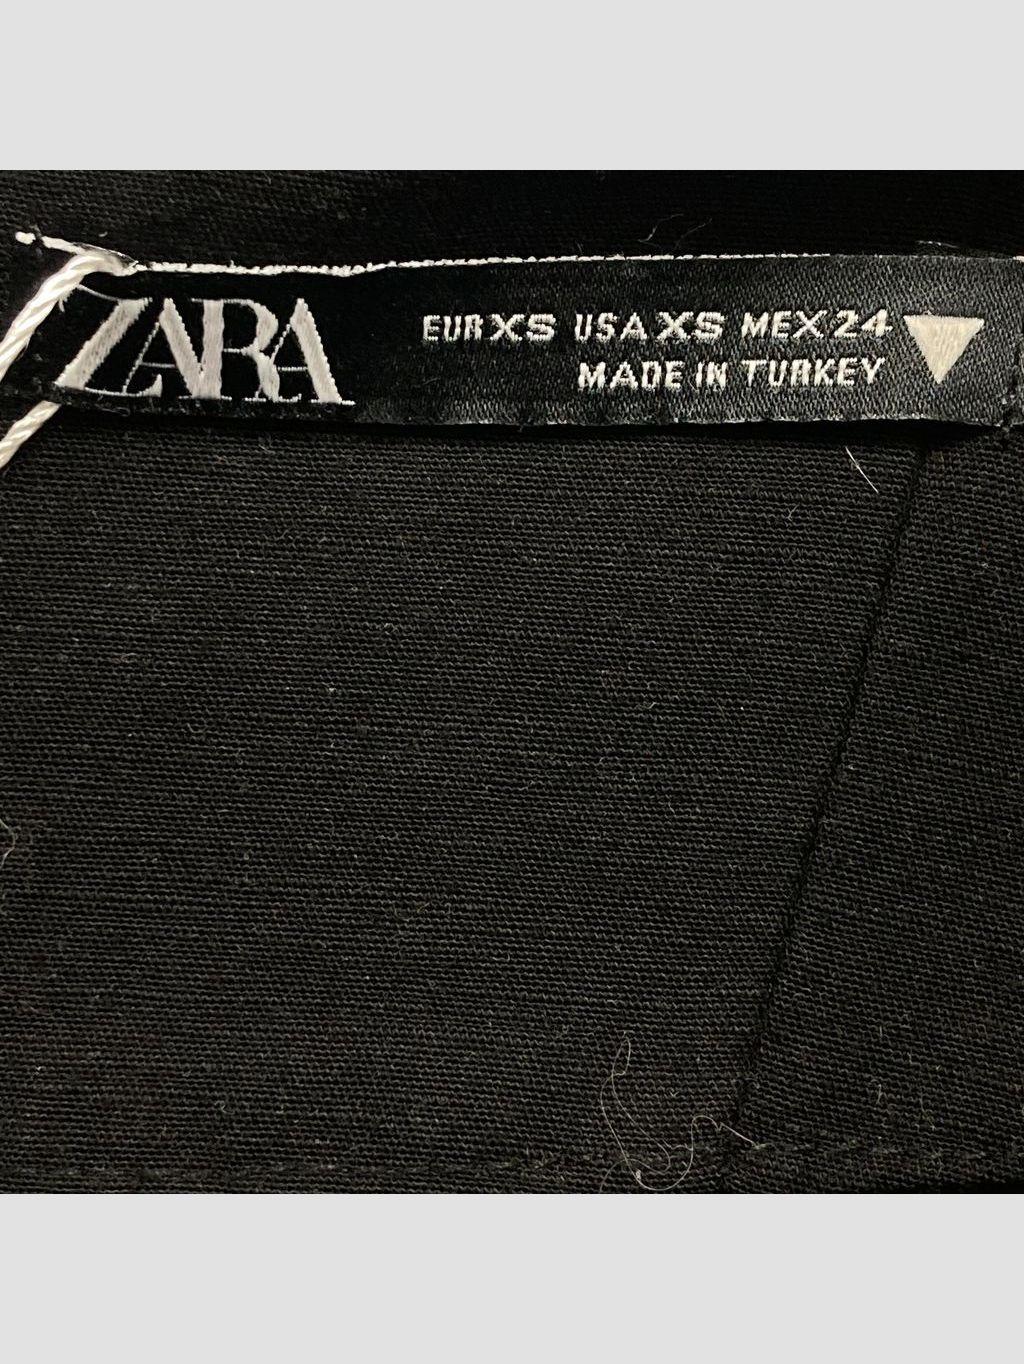 ZARA
EUR XS USA XS MEX 24
MADE IN TURKEY